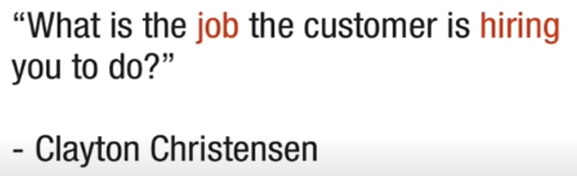 “What is the job the customer is hiring
you to do?”
- Clayton Christensen